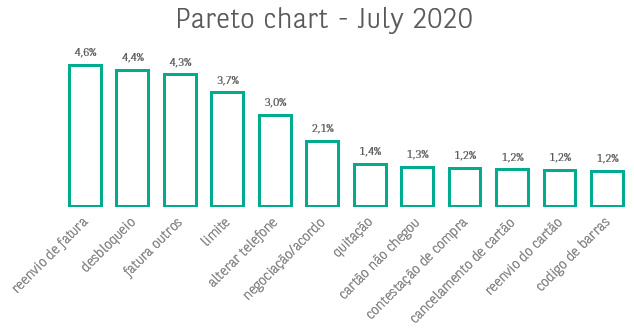 Pareto chart - July 2020
4,6%
4,4%
4,3%
3,7%
3,0%
2,1%
1,4%
1,3%
1,2%
1,2%
1,2%
1,2%
reenvio de fatura
desbloqueio
fatura outros
limite
alterar telefone
negociação/acordo
quitação
cartão não chegou
contestação de compra
cancelamento de cartão
reenvio do cartão
codigo de barras